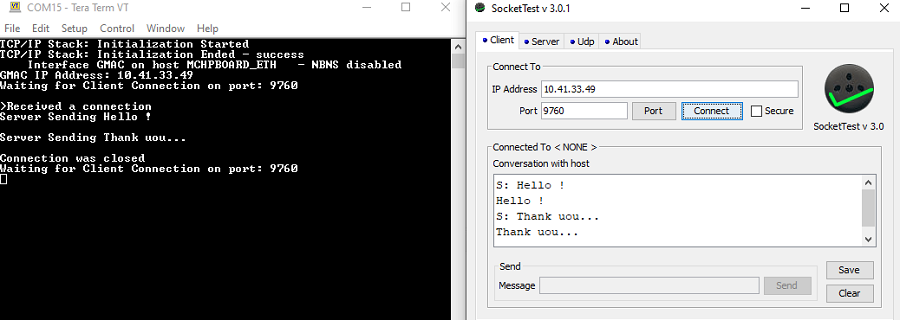 COM15 - Tera Term VT
File Edit Setup Control Window Help
TCP/IP Stack: Initialization Started
TCP/IP Stack: Initialization Ended - success
Interface GMAC on host MCHPBOARD_ETH - NBNS disabled
GMAC IP Address: 10.41.33.49
Waiting for Client Connection on port: 9760
>Received a connection
Server Sending Hello !
Server Sending Thank uou...
Connection was closed
Waiting for Client Connection on port: 9760
SocketTest v 3.0.1
Client Server Udp About
Connect To
IP Address 10.41.33.49
Port 9760 Port Connect Secure
SocketTest v 3.0
Connected To < NONE >
Conversation with host
S: Hello !
Hello !
S: Thank uou...
Thank uou...
Send
Message Send
Save
Clear